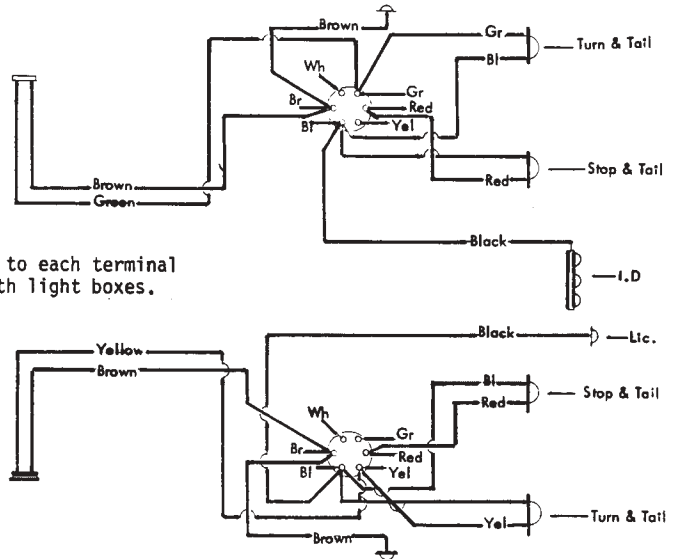 Brown
Gr
Turn & Tail
Bl
Wh
Br
Gr
Red
Bl
Yel
Stop & Tail
Brown
Red
Green
Black
I.D
to each terminal
th light boxes.
Black
Lic.
Yellow
Brown
Bl
Stop & Tail
Red
Wh
Gr
Br
Red
Bl
Yel
Yel
Turn & Tail
Brown